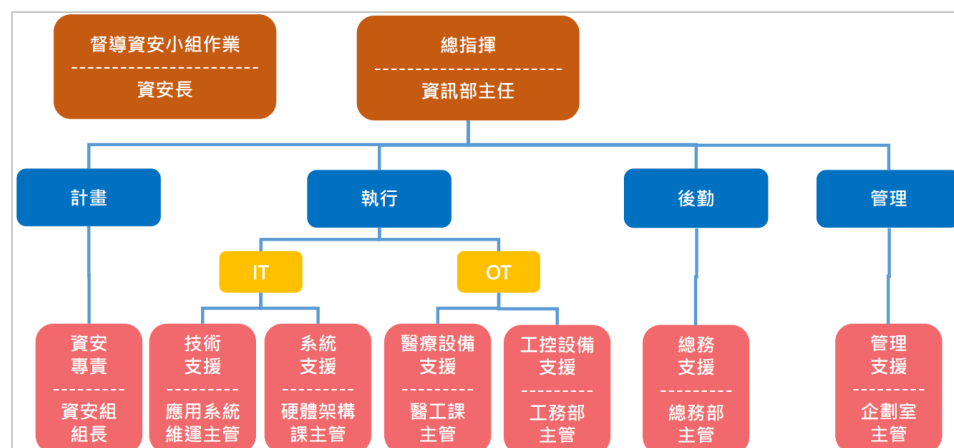 督導資安小組作業
資安長
總指揮
資訊部主任
計畫
執行
後勤
管理
IT
OT
資安
專責
資安組
組長
技術
支援
應用系統
維運主管
系統
支援
硬體架構
課主管
醫療設備
支援
醫工課
主管
工控設備
支援
工務部
主管
總務
支援
總務部
主管
管理
支援
企劃室
主管